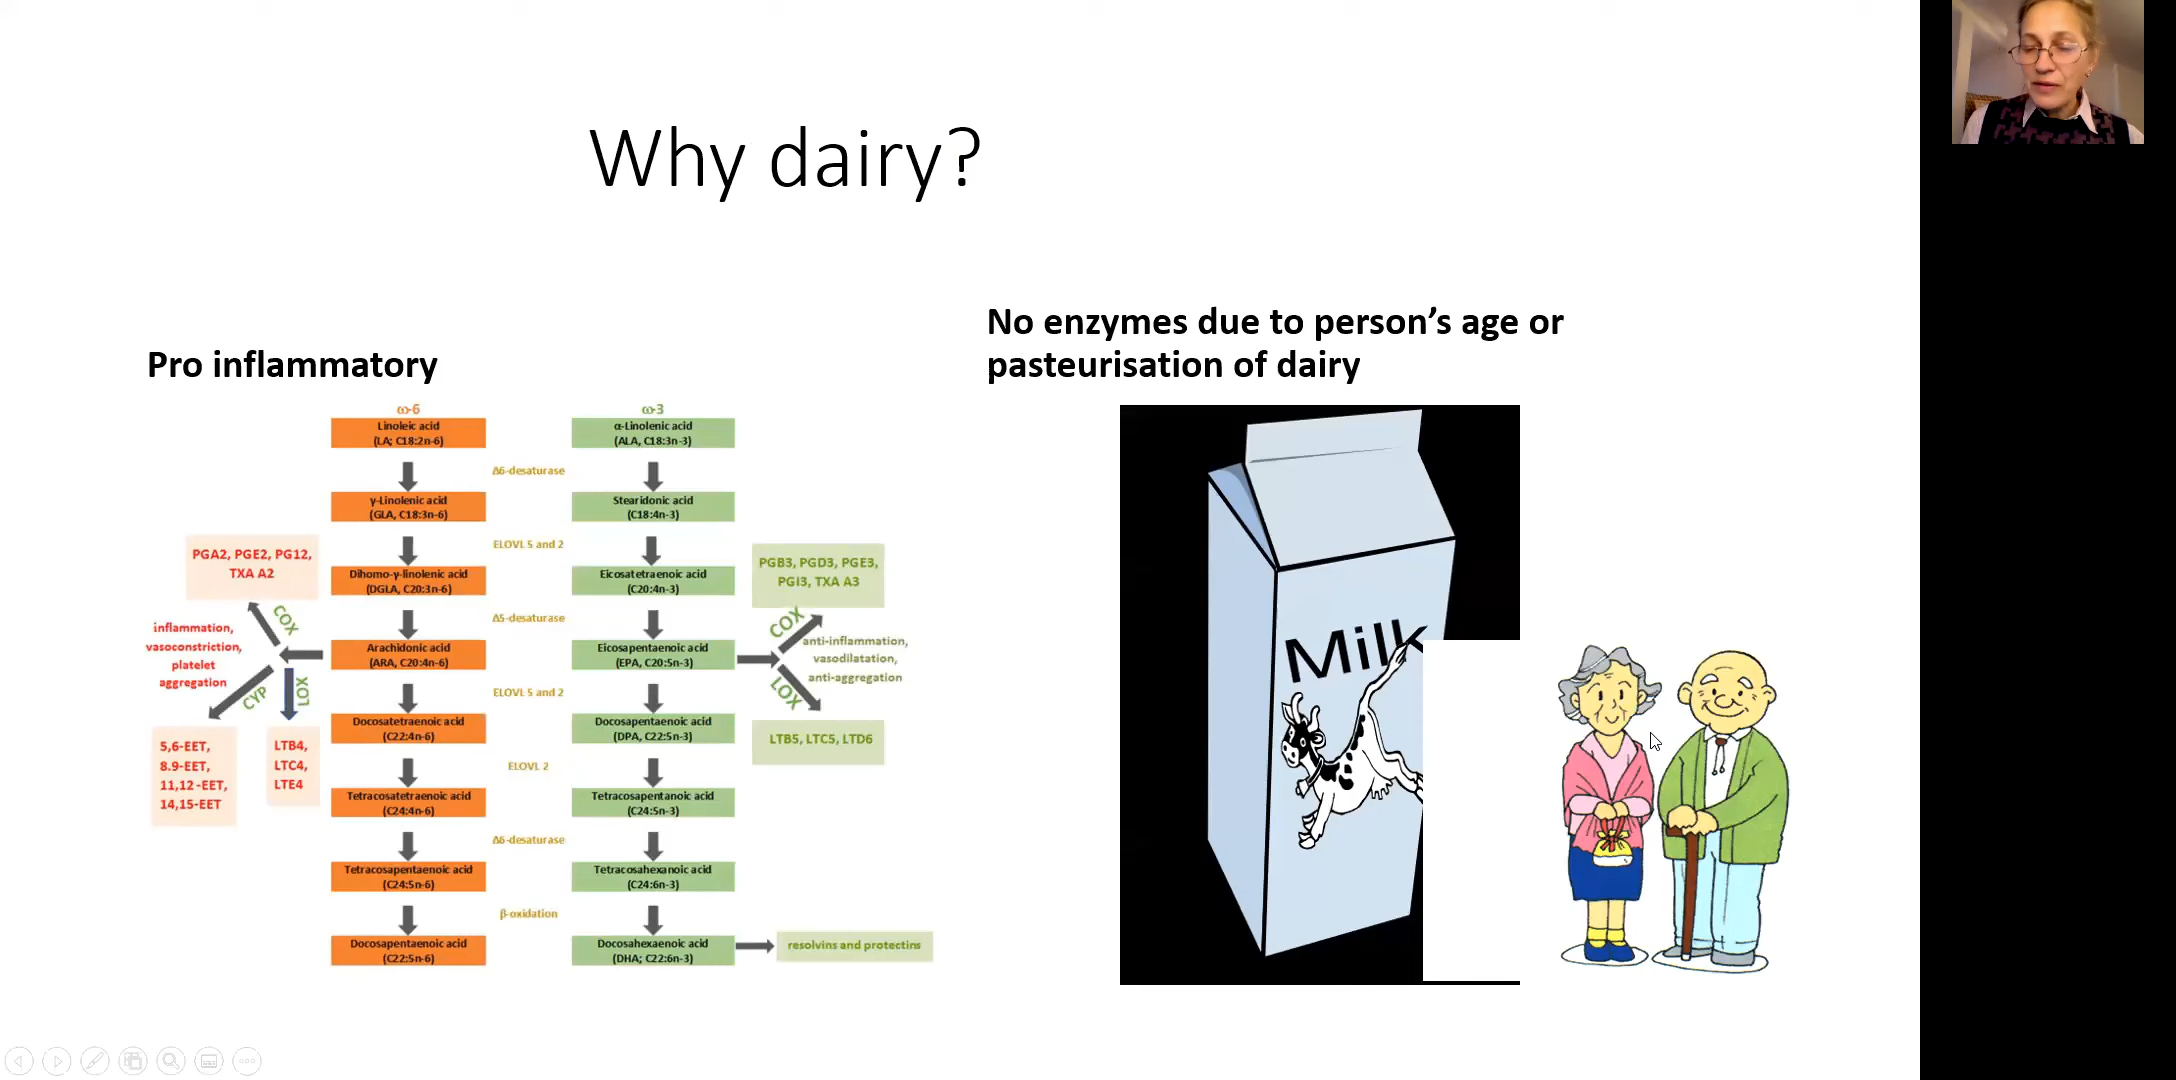 Why dairy?
Pro inflammatory
No enzymes due to person’s age or
pasteurisation of dairy
ω-6
Linoleic acid
(LA; C18:2n-6)
ω-3
α-Linolenic acid
(ALA, C18:3n-3)
Δ6-desaturase
γ-Linolenic acid
(GLA, C18:3n-6)
Stearidonic acid
(C18:4n-3)
ELOVL 5 and 2
PGA2, PGE2, PG12,
TXA A2
Dihomo-γ-linolenic acid
(DGLA, C20:3n-6)
Eicosatetraenoic acid
(C20:4n-3)
PGB3, PGD3, PGE3,
PGI3, TXA A3
COX
Δ5-desaturase
COX
inflammation,
vasoconstriction,
platelet
aggregation
Arachidonic acid
(ARA, C20:4n-6)
Eicosapentaenoic acid
(EPA, C20:5n-3)
anti-inflammation,
vasodilatation,
anti-aggregation
CYP
LOX
ELOVL 5 and 2
LOX
5,6-EET,
8.9-EET,
11,12 -EET,
14,15-EET
LTB4,
LTC4,
LTE4
Docosatetraenoic acid
(C22:4n-6)
Docosapentaenoic acid
(DPA, C22:5n-3)
LTB5, LTC5, LTD6
ELOVL 2
Tetracosatetraenoic acid
(C24:4n-6)
Tetracosapentanoic acid
(C24:5n-3)
Δ6-desaturase
Tetracosapentaenoic acid
(C24:5n-6)
Tetracosahexanoic acid
(C24:6n-3)
β-oxidation
Docosapentaenoic acid
(C22:5n-6)
Docosahexaenoic acid
(DHA; C22:6n-3)
resolvins and protectins
Milk